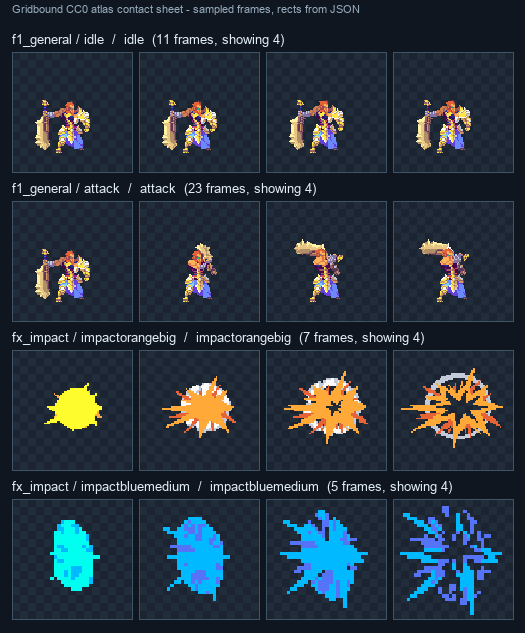 Gridbound CC0 atlas contact sheet - sampled frames, rects from JSON
f1_general / idle / idle (11 frames, showing 4)
f1_general / attack / attack (23 frames, showing 4)
fx_impact / impactorangebig / impactorangebig (7 frames, showing 4)
fx_impact / impactbluemedium / impactbluemedium (5 frames, showing 4)